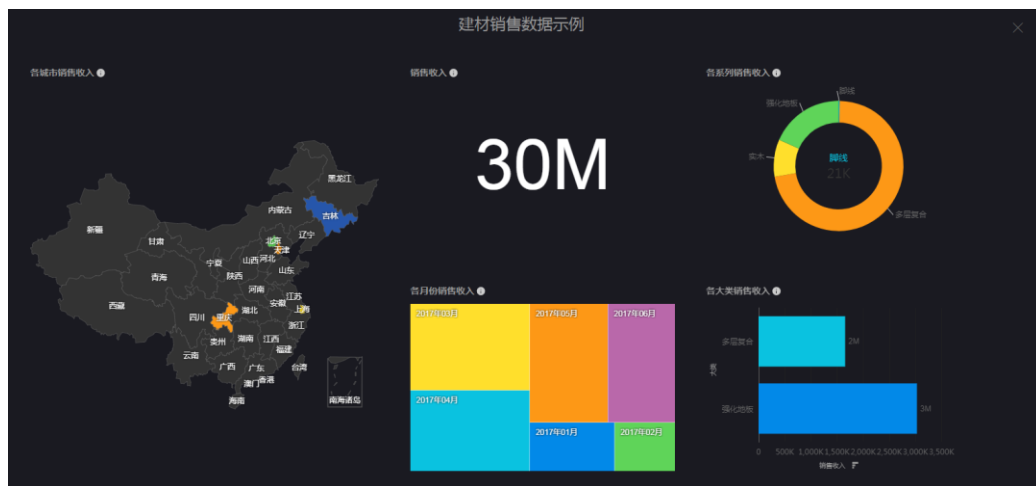 建材销售数据示例
各城市销售收入
黑龙江
内蒙古
吉林
新疆
辽宁
甘肃
北京
天津
宁夏
山西
河北
青海
陕西
山东
河南
西藏
江苏
安徽
上海
四川
重庆
湖北
浙江
贵州
湖南
江西
云南
福建
广西
广东
台湾
澳门
香港
海南
南海诸岛
销售收入
30M
各系列销售收入
脚线
强化地板
实木
脚线
21K
多层复合
各月份销售收入
2017年03月
2017年05月
2017年06月
2017年04月
2017年01月
2017年02月
各大类销售收入
多层复合
2M
大类
强化地板
3M
0 500K 1,000K 1,500K 2,000K 2,500K 3,000K 3,500K
销售收入